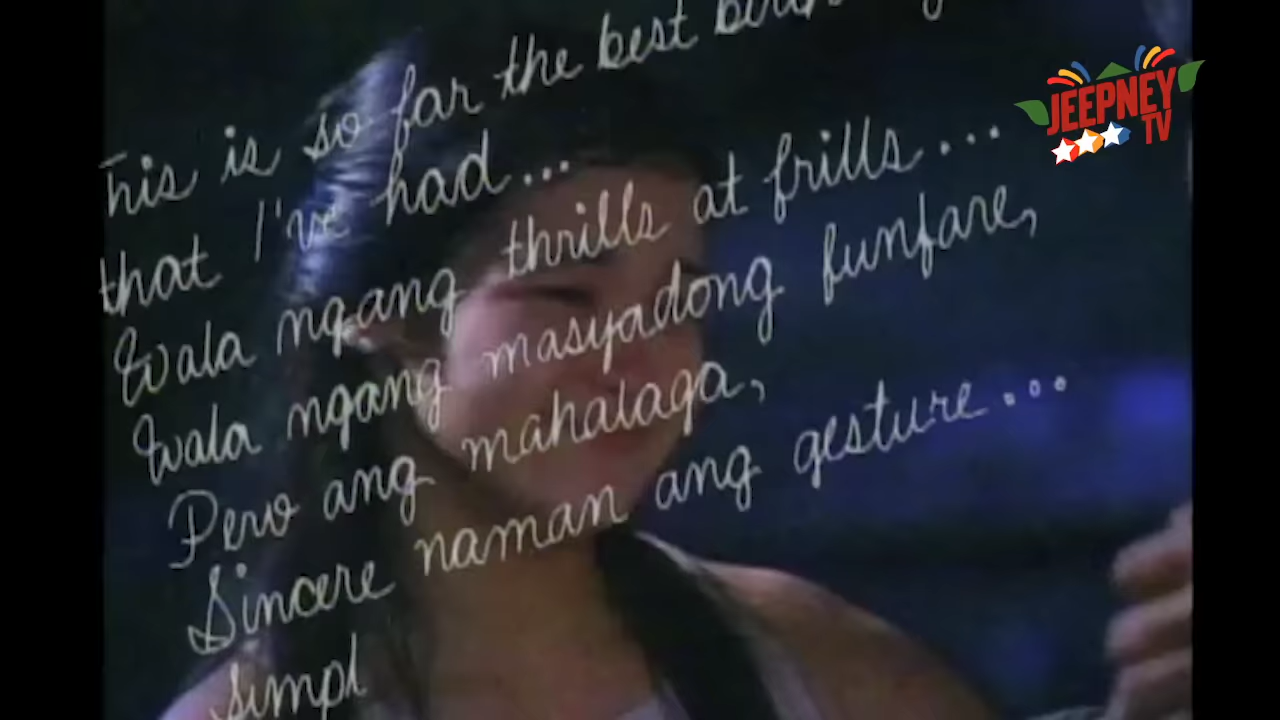 This is so far the best
that I've had...
Wala ngang thrills at frills...
Wala ngang masyadong funfare,
Pero ang mahalaga,
Sincere naman ang gesture...
Simpl
JEEPNEY
TV